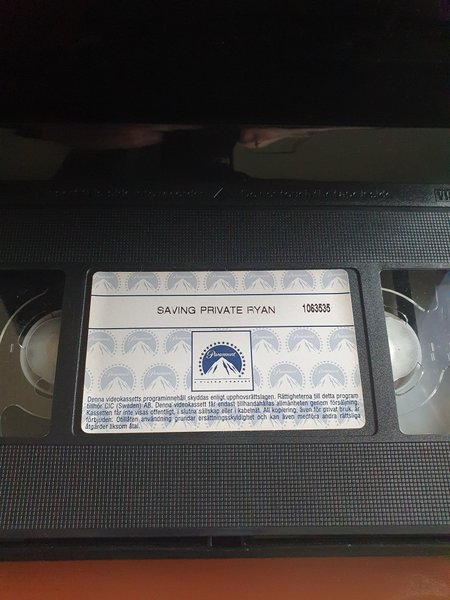 SAVING PRIVATE RYAN 1063535
Paramount
A VIACOM COMPANY
Denna videokassetts programinnehåll skyddas enligt upphovsrättslagen. Rättigheterna till detta program
tillhör CIC (Sweden) AB. Denna videokassett får endast tillhandahållas allmänheten genom försäljning.
Kassetten får inte visas offentligt, i slutna sällskap eller i kabelnät. All kopiering, även för privat bruk, är
förbjuden. Otillåten användning grundar ersättningsskyldighet och kan även medföra andra rättsliga
åtgärder liksom åtal.